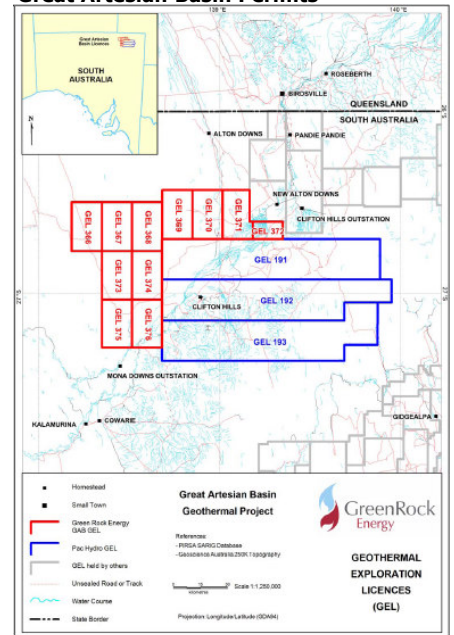 Great Artesian Basin Permits
139 °E
140 °E
Great Artesian
Basin Licences
SOUTH
AUSTRALIA
N
ROSEBERTH
BIRDSVILLE
QUEENSLAND
SOUTH AUSTRALIA
26°S
ALTON DOWNS
PANDIE PANDIE
NEW ALTON DOWNS
CLIFTON HILLS OUTSTATION
GEL 366
GEL 367
GEL 368
GEL 369
GEL 370
GEL 371
GEL 372
GEL 373
GEL 374
GEL 375
GEL 376
GEL 191
GEL 192
GEL 193
27°S
27°S
CLIFTON HILLS
MONA DOWNS OUTSTATION
KALAMURINA
COWARIE
GIDGEALPA
Homestead
Small Town
Green Rock Energy
GAB GEL
Pac Hydro GEL
GEL held by others
Unsealed Road or Track
Water Course
State Border
Great Artesian Basin
Geothermal Project
References:
- PIRSA SARIG Database
- Geoscience Australia 250K Topography
Scale 1:1,250,000
Projection: Longitude/Latitude (GDA94)
GreenRock
Energy
GEOTHERMAL
EXPLORATION
LICENCES
(GEL)